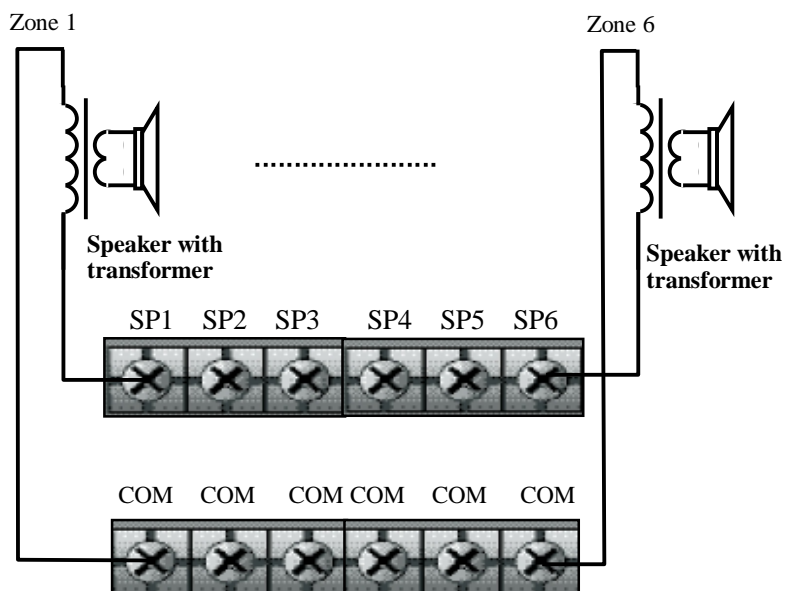 Zone 1
Zone 6
Speaker with
transformer
Speaker with
transformer
SP1 SP2 SP3 SP4 SP5 SP6
COM COM COM COM COM COM